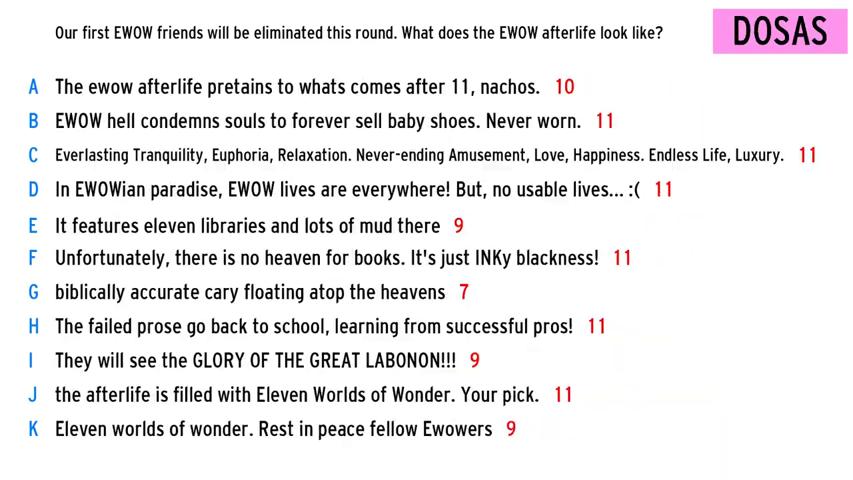 Our first EWOW friends will be eliminated this round. What does the EWOW afterlife look like?
DOSAS
A The ewow afterlife pretains to whats comes after 11, nachos. 10
B EWOW hell condemns souls to forever sell baby shoes. Never worn. 11
C Everlasting Tranquility, Euphoria, Relaxation. Never-ending Amusement, Love, Happiness. Endless Life, Luxury. 11
D In EWOWian paradise, EWOW lives are everywhere! But, no usable lives... :( 11
E It features eleven libraries and lots of mud there 9
F Unfortunately, there is no heaven for books. It's just INKy blackness! 11
G biblically accurate cary floating atop the heavens 7
H The failed prose go back to school, learning from successful pros! 11
I They will see the GLORY OF THE GREAT LABONON!!! 9
J the afterlife is filled with Eleven Worlds of Wonder. Your pick. 11
K Eleven worlds of wonder. Rest in peace fellow Ewowers 9